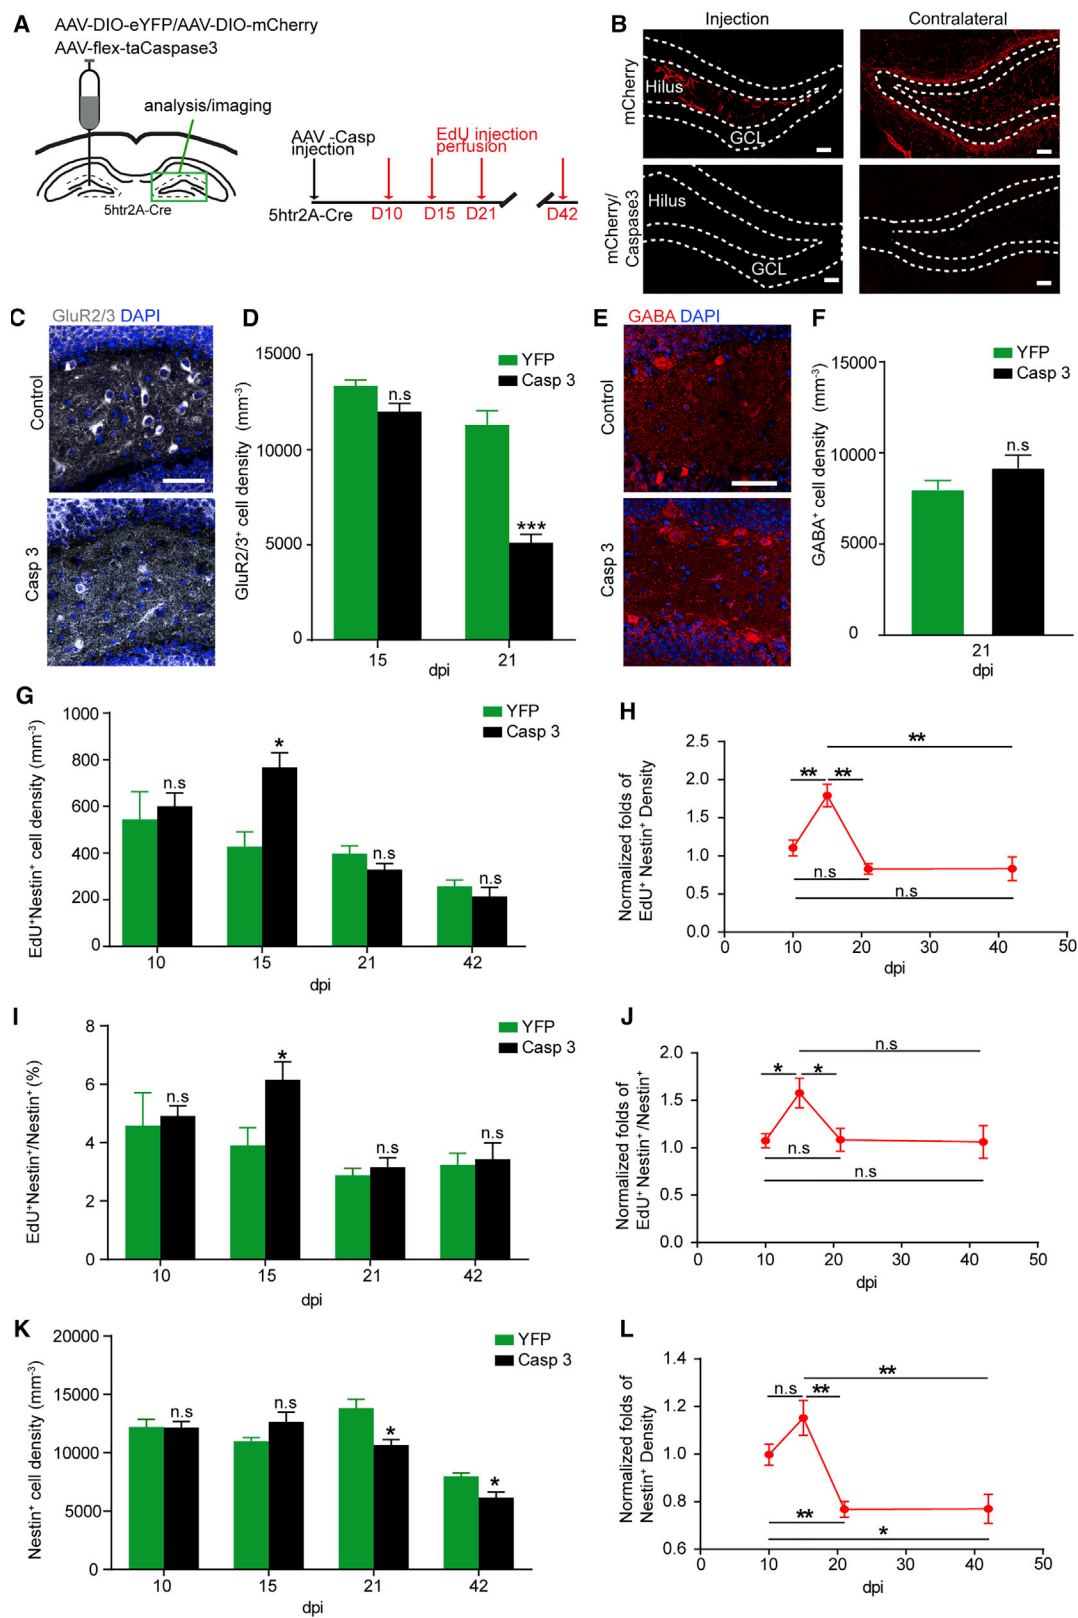 A
AAV-DIO-eYFP/AAV-DIO-mCherry
AAV-flex-taCaspase3
analysis/imaging
5htr2A-Cre
AAV -Casp
injection
EdU injection
perfusion
5htr2A-Cre
D10
D15
D21
D42
B
Injection
Contralateral
mCherry
Hilus
GCL
mCherry/
Caspase3
Hilus
GCL
C
GluR2/3 DAPI
Control
Casp 3
D
GluR2/3⁺ cell density (mm⁻³)
15000
10000
5000
0
YFP
Casp 3
n.s
***
15
21
dpi
E
GABA DAPI
Control
Casp 3
F
GABA⁺ cell density (mm⁻³)
15000
10000
5000
0
YFP
Casp 3
n.s
21
dpi
G
EdU⁺Nestin⁺ cell density (mm⁻³)
1000
800
600
400
200
0
YFP
Casp 3
n.s
*
n.s
n.s
10
15
21
42
dpi
H
Normalized folds of
EdU⁺ Nestin⁺ Density
2.5
2.0
1.5
1.0
0.5
0.0
**
**
**
n.s
n.s
0
10
20
30
40
50
dpi
I
EdU⁺Nestin⁺/Nestin⁺ (%)
8
6
4
2
0
YFP
Casp 3
n.s
*
n.s
n.s
10
15
21
42
dpi
J
Normalized folds of
EdU⁺ Nestin⁺ /Nestin⁺
2.0
1.5
1.0
0.5
0.0
n.s
*
*
n.s
n.s
0
10
20
30
40
50
dpi
K
Nestin⁺ cell density (mm⁻³)
20000
15000
10000
5000
0
YFP
Casp 3
n.s
n.s
*
*
10
15
21
42
dpi
L
Normalized folds of
Nestin⁺ Density
1.4
1.2
1.0
0.8
0.6
**
n.s
**
**
*
0
10
20
30
40
50
dpi